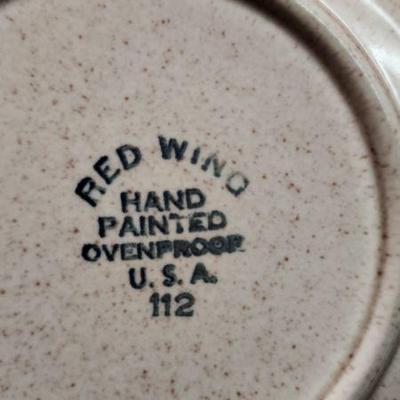 RED WING
HAND
PAINTED
OVENPROOF
U.S.A.
112